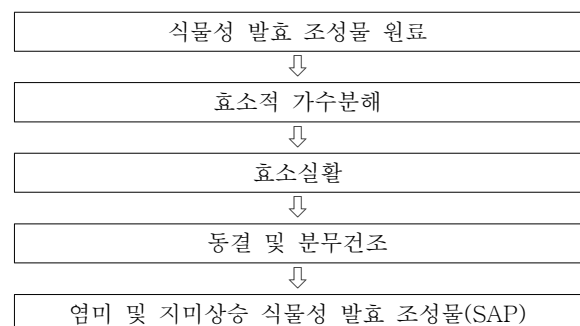 식물성 발효 조성물 원료
효소적 가수분해
효소실활
동결 및 분무건조
염미 및 지미상승 식물성 발효 조성물(SAP)